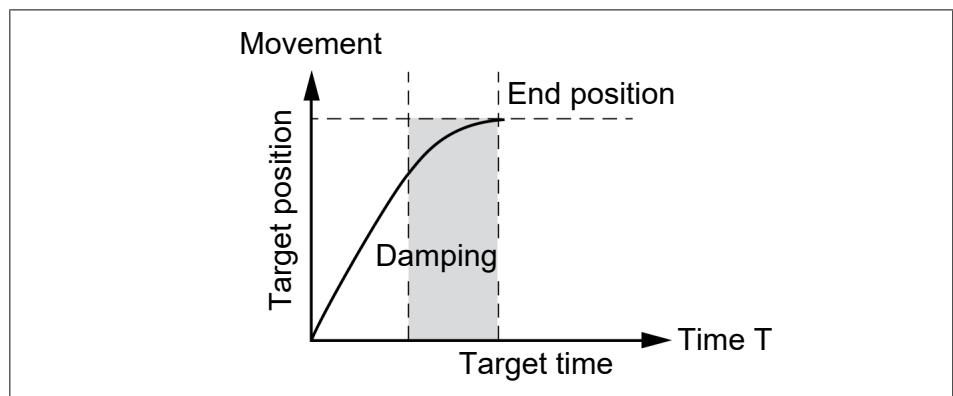 Movement
End position
Target position
Damping
Time T
Target time